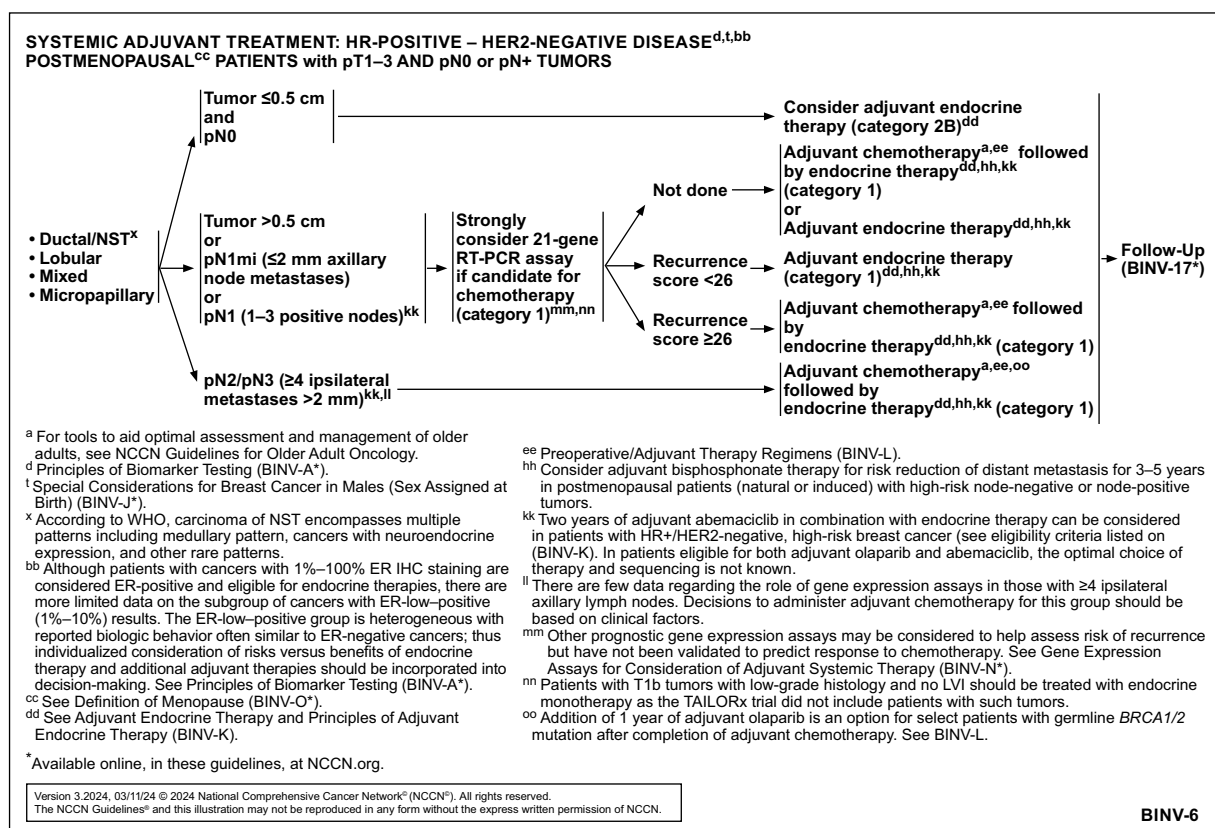 SYSTEMIC ADJUVANT TREATMENT: HR-POSITIVE – HER2-NEGATIVE DISEASEd,t,bb
POSTMENOPAUSALcc PATIENTS with pT1–3 AND pN0 or pN+ TUMORS
• Ductal/NSTx
• Lobular
• Mixed
• Micropapillary
Tumor ≤0.5 cm
and
pN0
Consider adjuvant endocrine
therapy (category 2B)dd
Tumor >0.5 cm
or
pN1mi (≤2 mm axillary
node metastases)
or
pN1 (1–3 positive nodes)kk
Strongly
consider 21-gene
RT-PCR assay
if candidate for
chemotherapy
(category 1)mm,nn
Not done
Adjuvant chemotherapya,ee followed
by endocrine therapydd,hh,kk
(category 1)
or
Adjuvant endocrine therapydd,hh,kk
Recurrence
score <26
Adjuvant endocrine therapy
(category 1)dd,hh,kk
Recurrence
score ≥26
Adjuvant chemotherapya,ee followed
by
endocrine therapydd,hh,kk (category 1)
pN2/pN3 (≥4 ipsilateral
metastases >2 mm)kk,ll
Adjuvant chemotherapya,ee,oo
followed by
endocrine therapydd,hh,kk (category 1)
Follow-Up
(BINV-17*)
a For tools to aid optimal assessment and management of older
adults, see NCCN Guidelines for Older Adult Oncology.
d Principles of Biomarker Testing (BINV-A*).
t Special Considerations for Breast Cancer in Males (Sex Assigned at
Birth) (BINV-J*).
x According to WHO, carcinoma of NST encompasses multiple
patterns including medullary pattern, cancers with neuroendocrine
expression, and other rare patterns.
bb Although patients with cancers with 1%–100% ER IHC staining are
considered ER-positive and eligible for endocrine therapies, there are
more limited data on the subgroup of cancers with ER-low–positive
(1%–10%) results. The ER-low–positive group is heterogeneous with
reported biologic behavior often similar to ER-negative cancers; thus
individualized consideration of risks versus benefits of endocrine
therapy and additional adjuvant therapies should be incorporated into
decision-making. See Principles of Biomarker Testing (BINV-A*).
cc See Definition of Menopause (BINV-O*).
dd See Adjuvant Endocrine Therapy and Principles of Adjuvant
Endocrine Therapy (BINV-K).
ee Preoperative/Adjuvant Therapy Regimens (BINV-L).
hh Consider adjuvant bisphosphonate therapy for risk reduction of distant metastasis for 3–5 years
in postmenopausal patients (natural or induced) with high-risk node-negative or node-positive
tumors.
kk Two years of adjuvant abemaciclib in combination with endocrine therapy can be considered
in patients with HR+/HER2-negative, high-risk breast cancer (see eligibility criteria listed on
(BINV-K). In patients eligible for both adjuvant olaparib and abemaciclib, the optimal choice of
therapy and sequencing is not known.
ll There are few data regarding the role of gene expression assays in those with ≥4 ipsilateral
axillary lymph nodes. Decisions to administer adjuvant chemotherapy for this group should be
based on clinical factors.
mm Other prognostic gene expression assays may be considered to help assess risk of recurrence
but have not been validated to predict response to chemotherapy. See Gene Expression
Assays for Consideration of Adjuvant Systemic Therapy (BINV-N*).
nn Patients with T1b tumors with low-grade histology and no LVI should be treated with endocrine
monotherapy as the TAILORx trial did not include patients with such tumors.
oo Addition of 1 year of adjuvant olaparib is an option for select patients with germline BRCA1/2
mutation after completion of adjuvant chemotherapy. See BINV-L.
*Available online, in these guidelines, at NCCN.org.
Version 3.2024, 03/11/24 © 2024 National Comprehensive Cancer Network® (NCCN®). All rights reserved.
The NCCN Guidelines® and this illustration may not be reproduced in any form without the express written permission of NCCN.
BINV-6